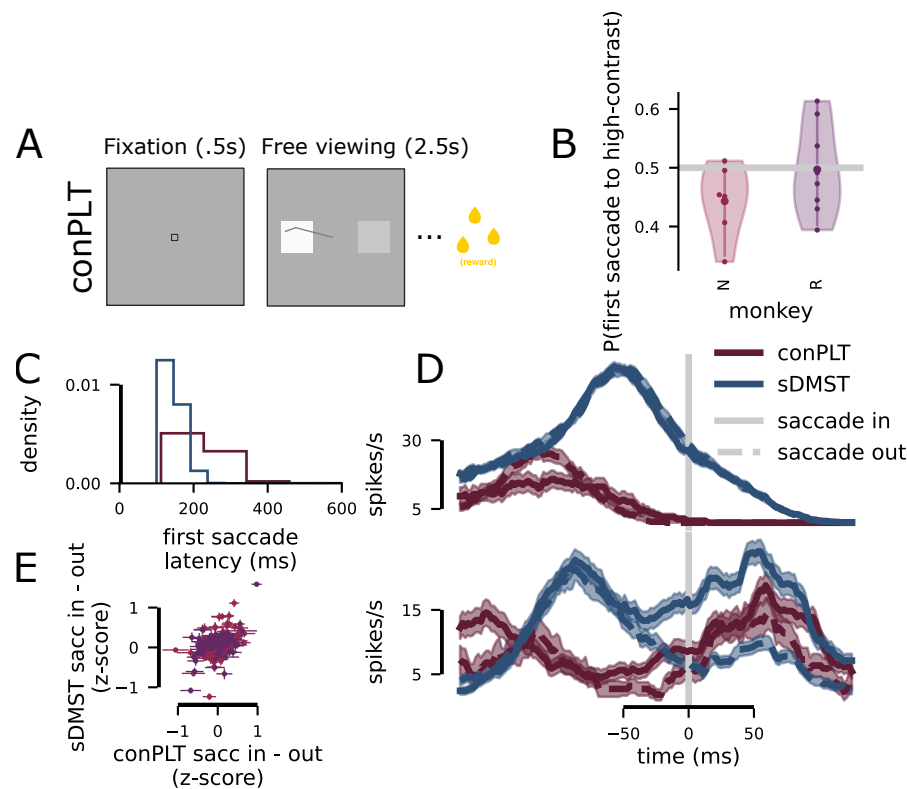 A
Fixation (.5s)
Free viewing (2.5s)
conPLT
...
(reward)
B
P(first saccade to high-contrast)
0.6
0.5
0.4
N
R
monkey
C
density
0.01
0.00
0
200
400
600
first saccade
latency (ms)
D
conPLT
sDMST
saccade in
saccade out
spikes/s
30
5
spikes/s
15
5
−50
0
50
time (ms)
E
sDMST sacc in - out
(z-score)
1
0
−1
−1
0
1
conPLT sacc in - out
(z-score)